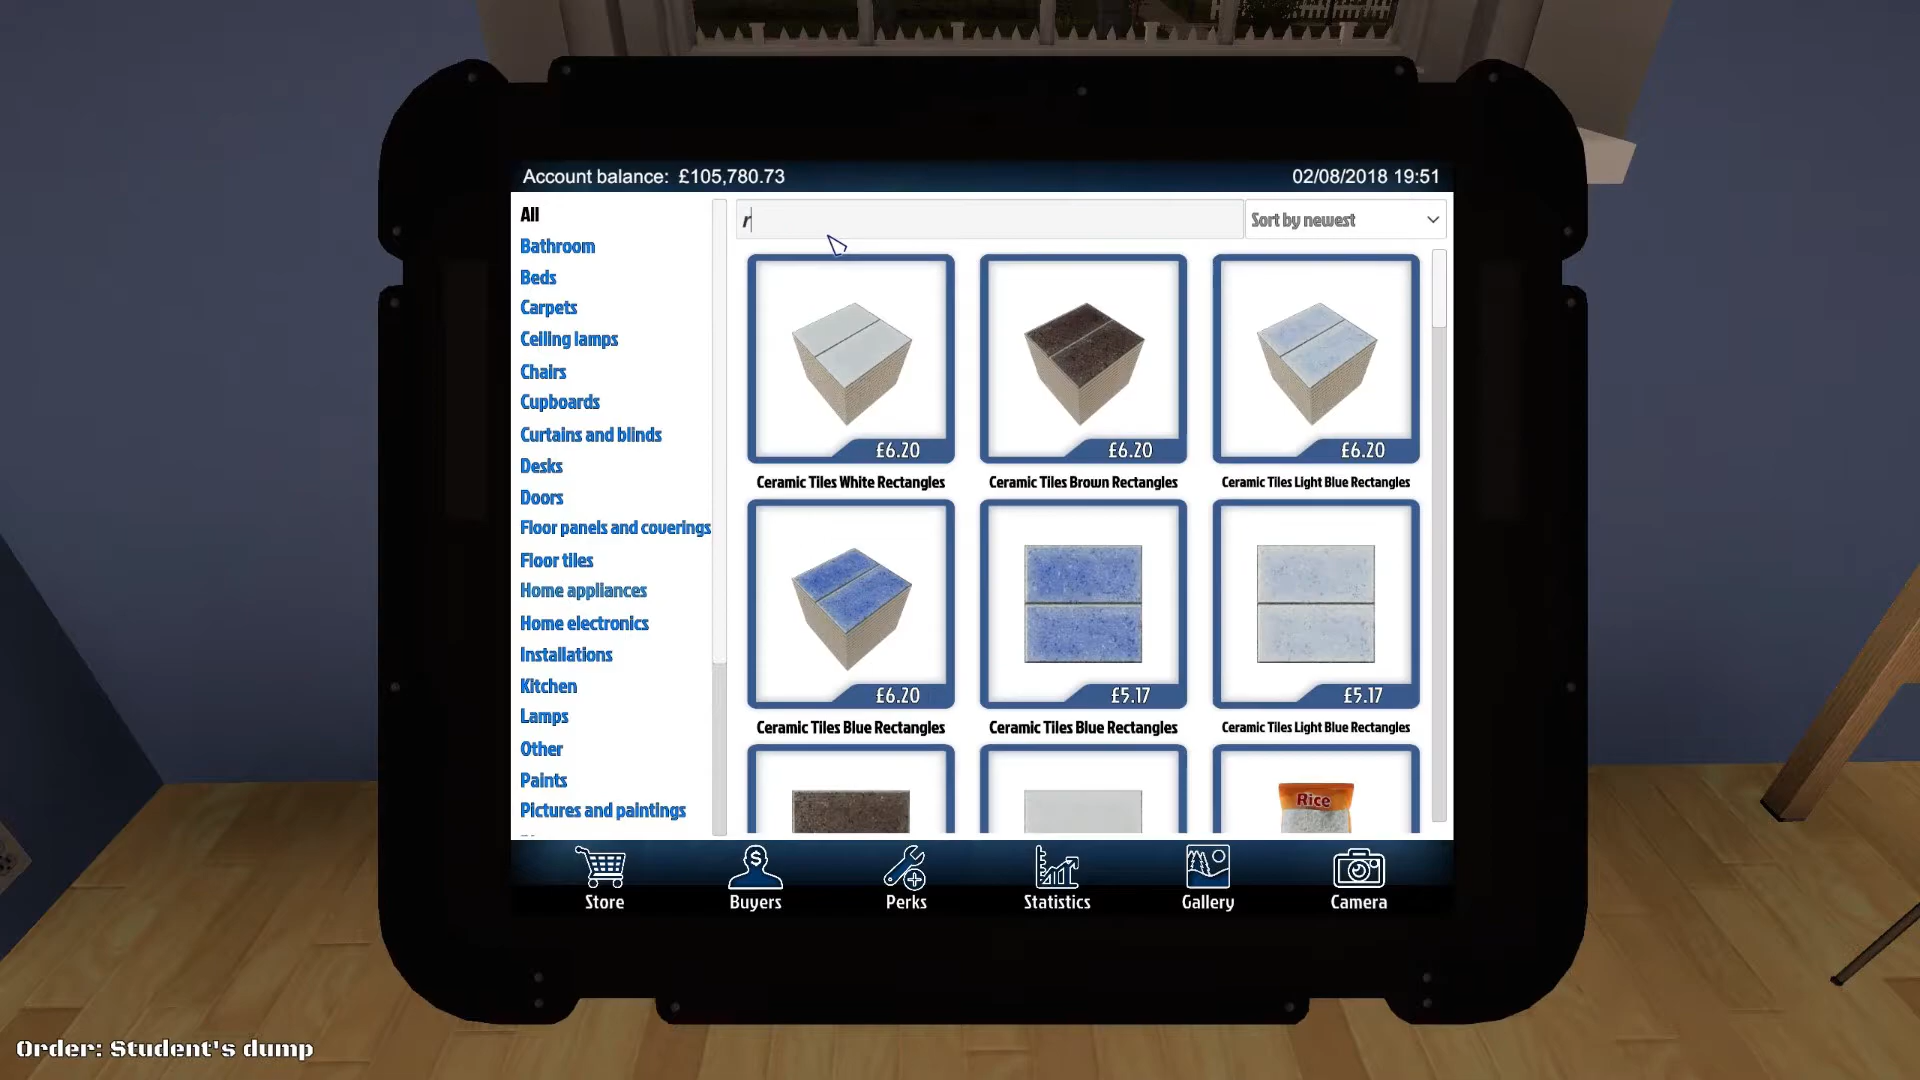 Account balance: £105,780.73
02/08/2018 19:51
All
Bathroom
Beds
Carpets
Ceiling lamps
Chairs
Cupboards
Curtains and blinds
Desks
Doors
Floor panels and coverings
Floor tiles
Home appliances
Home electronics
Installations
Kitchen
Lamps
Other
Paints
Pictures and paintings
r
Sort by newest
£6.20
£6.20
£6.20
Ceramic Tiles White Rectangles
Ceramic Tiles Brown Rectangles
Ceramic Tiles Light Blue Rectangles
£6.20
£5.17
£5.17
Ceramic Tiles Blue Rectangles
Ceramic Tiles Blue Rectangles
Ceramic Tiles Light Blue Rectangles
Rice
Store
Buyers
Perks
Statistics
Gallery
Camera
Order: Student's dump